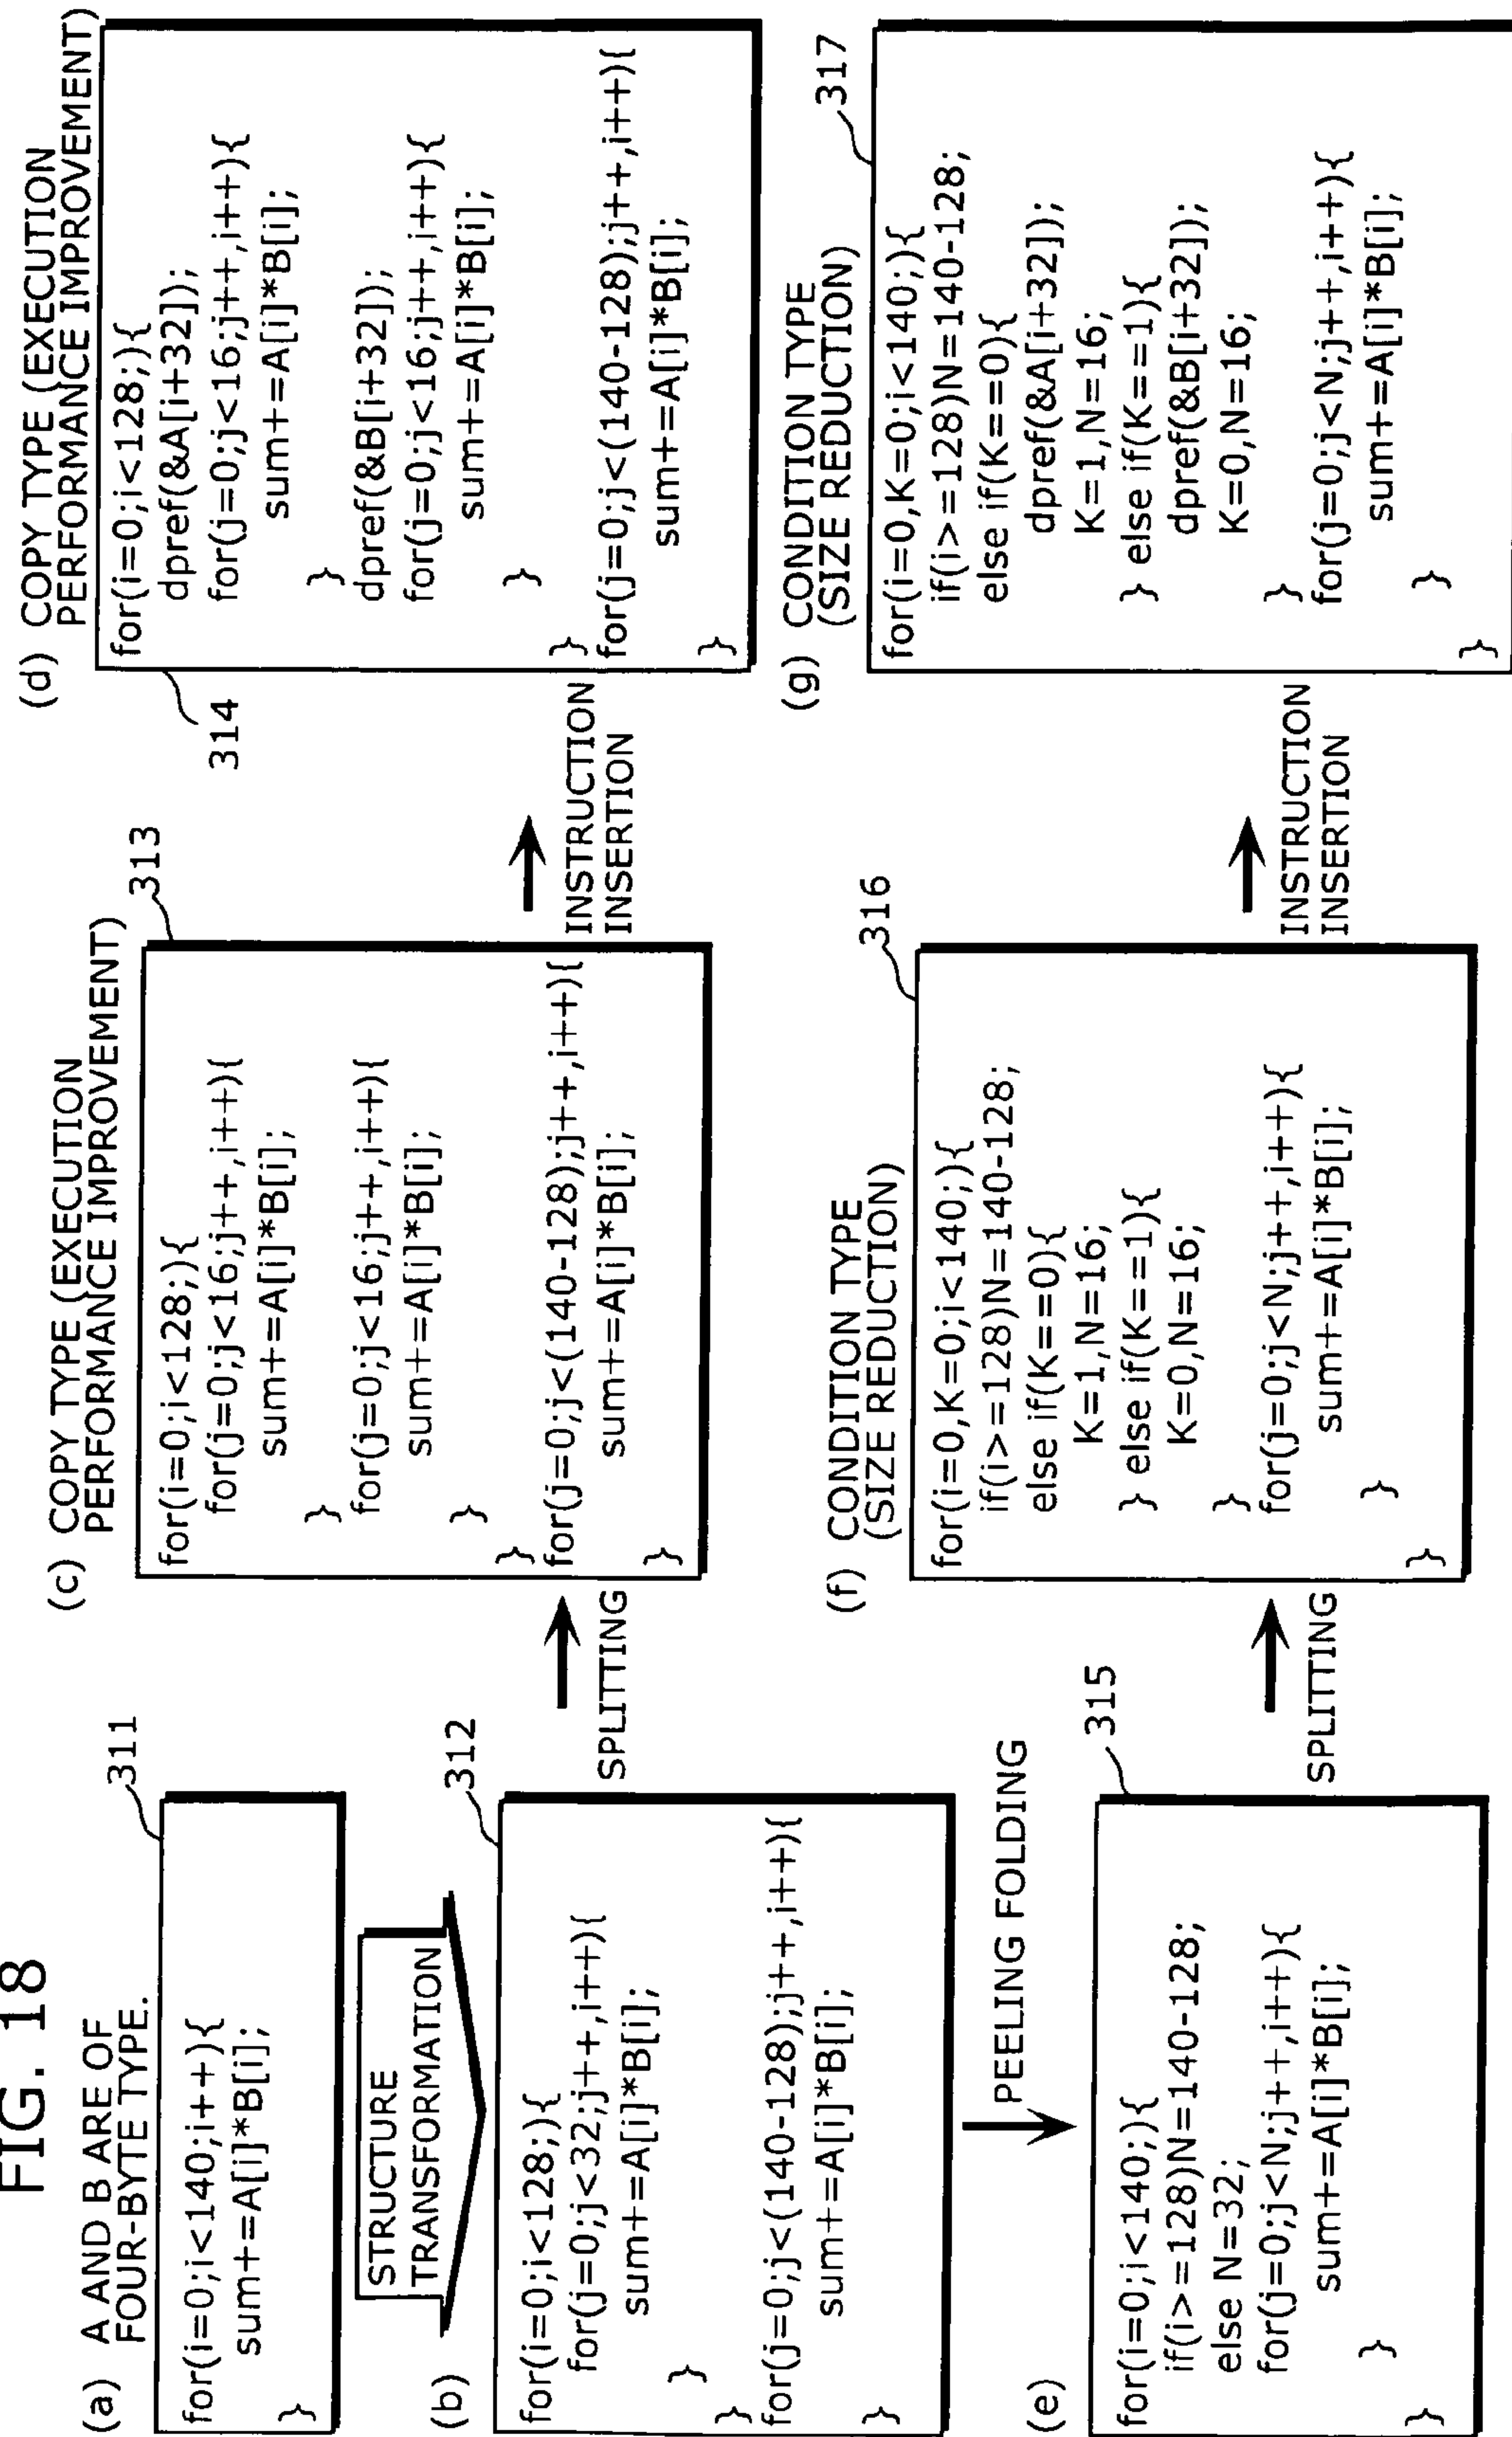 FIG. 18
(a) A AND B ARE OF
FOUR-BYTE TYPE.
311
for(i=0;i<140;i++){
sum+=A[i]*B[i];
}
STRUCTURE
TRANSFORMATION
(b)
312
for(i=0;i<128;){
for(j=0;j<32;j++,i++){
sum+=A[i]*B[i];
}
}
for(j=0;j<(140-128);j++,i++){
sum+=A[i]*B[i];
}
PEELING FOLDING
(e)
315
for(i=0;i<140;){
if(i>=128)N=140-128;
else N=32;
for(j=0;j<N;j++,i++){
sum+=A[i]*B[i];
}
}
SPLITTING
(c) COPY TYPE (EXECUTION
PERFORMANCE IMPROVEMENT)
313
for(i=0;i<128;){
for(j=0;j<16;j++,i++){
sum+=A[i]*B[i];
}
for(j=0;j<16;j++,i++){
sum+=A[i]*B[i];
}
}
for(j=0;j<(140-128);j++,i++){
sum+=A[i]*B[i];
}
SPLITTING
(f) CONDITION TYPE
(SIZE REDUCTION)
316
for(i=0,K=0;i<140;){
if(i>=128)N=140-128;
else if(K==0){
K=1,N=16;
} else if(K==1){
K=0,N=16;
}
for(j=0;j<N;j++,i++){
sum+=A[i]*B[i];
}
}
INSTRUCTION
INSERTION
(d) COPY TYPE (EXECUTION
PERFORMANCE IMPROVEMENT)
314
for(i=0;i<128;){
dpref(&A[i+32]);
for(j=0;j<16;j++,i++){
sum+=A[i]*B[i];
}
dpref(&B[i+32]);
for(j=0;j<16;j++,i++){
sum+=A[i]*B[i];
}
}
for(j=0;j<(140-128);j++,i++){
sum+=A[i]*B[i];
}
INSTRUCTION
INSERTION
(g) CONDITION TYPE
(SIZE REDUCTION)
317
for(i=0,K=0;i<140;){
if(i>=128)N=140-128;
else if(K==0){
dpref(&A[i+32]);
K=1,N=16;
} else if(K==1){
dpref(&B[i+32]);
K=0,N=16;
}
for(j=0;j<N;j++,i++){
sum+=A[i]*B[i];
}
}